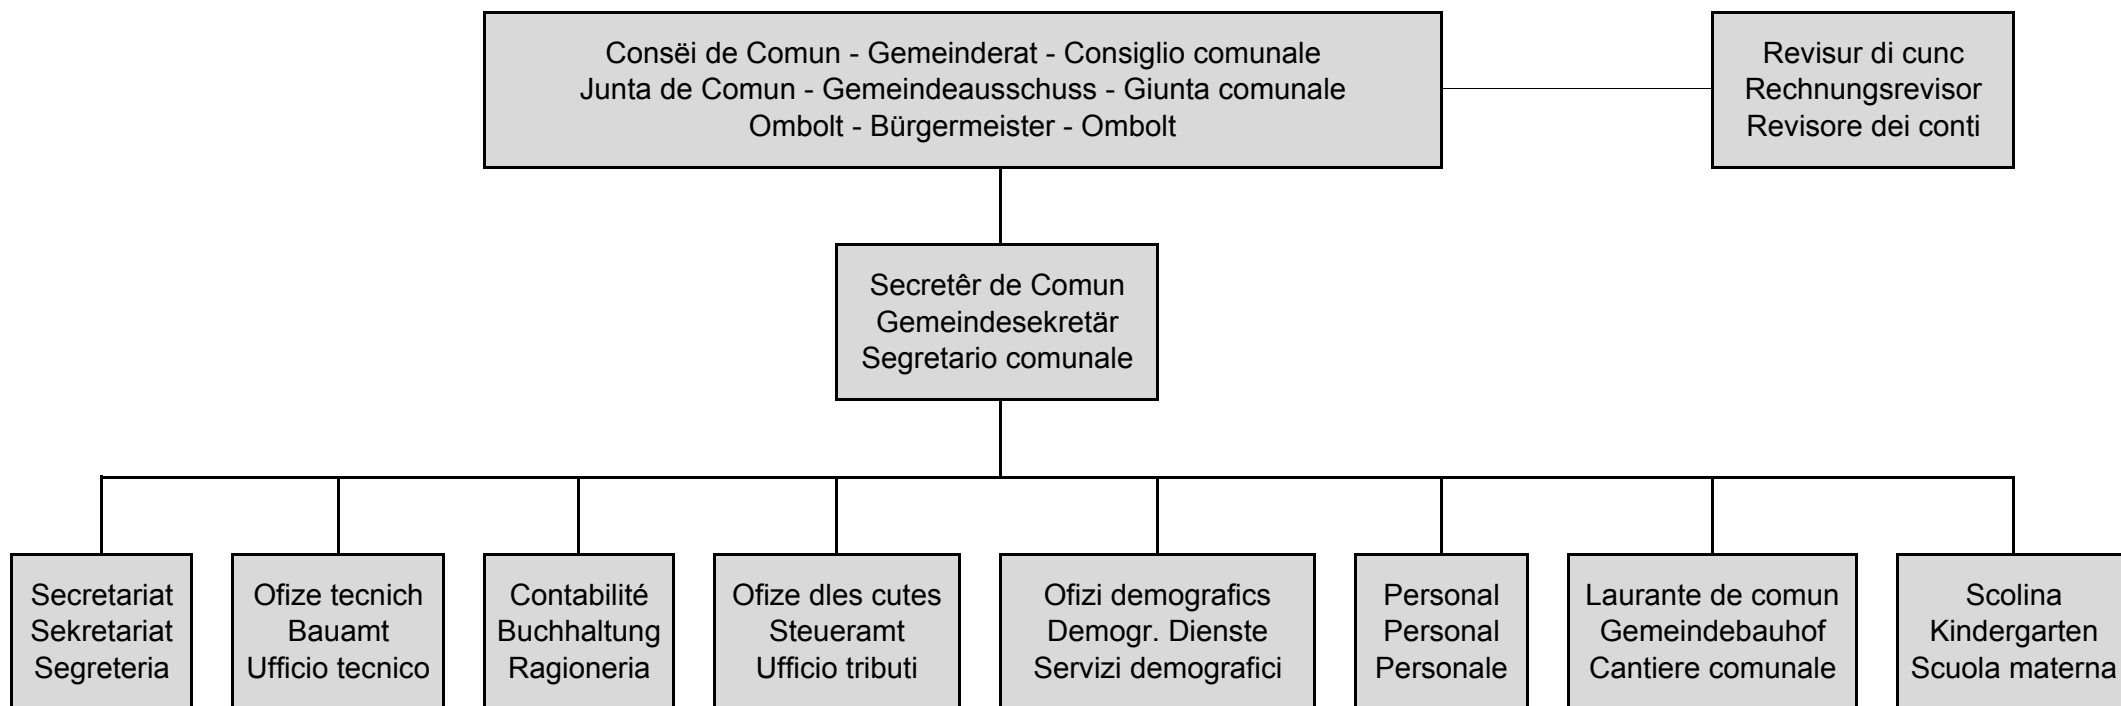 Consëi de Comun - Gemeinderat - Consiglio comunale
Junta de Comun - Gemeindeausschuss - Giunta comunale
Ombolt - Bürgermeister - Ombolt
Revisur di cunc
Rechnungsrevisor
Revisore dei conti
Secretêr de Comun
Gemeindesekretär
Segretario comunale
Secretariat
Sekretariat
Segreteria
Ofize tecnich
Bauamt
Ufficio tecnico
Contabilité
Buchhaltung
Ragioneria
Ofize dles cutes
Steueramt
Ufficio tributi
Ofizi demografics
Demogr. Dienste
Servizi demografici
Personal
Personal
Personale
Laurante de comun
Gemeindebauhof
Cantiere comunale
Scolina
Kindergarten
Scuola materna